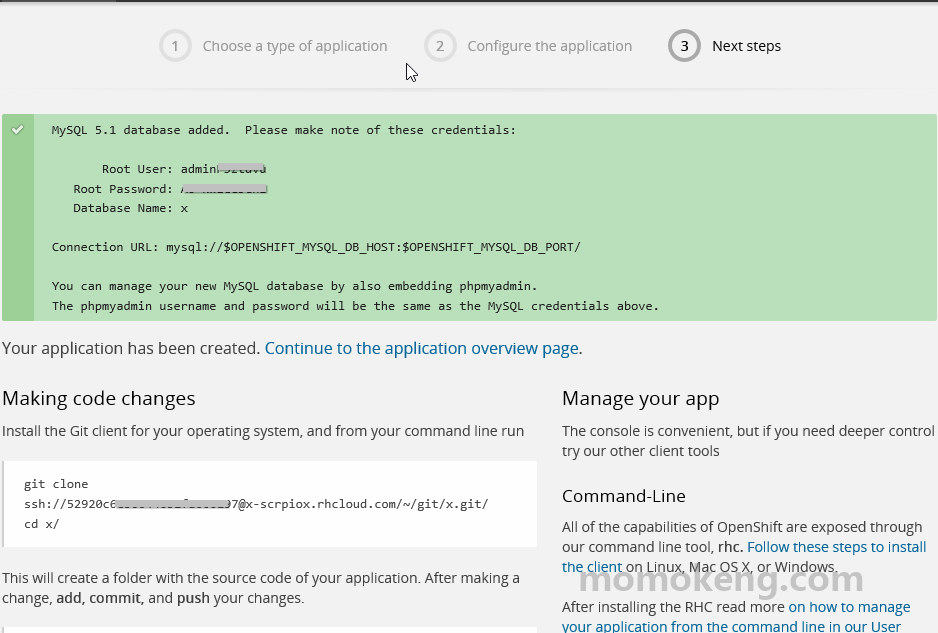 1 Choose a type of application 2 Configure the application 3 Next steps
MySQL 5.1 database added.  Please make note of these credentials:
Root User: admin
Root Password:
Database Name: x
Connection URL: mysql://$OPENSHIFT_MYSQL_DB_HOST:$OPENSHIFT_MYSQL_DB_PORT/
You can manage your new MySQL database by also embedding phpmyadmin.
The phpmyadmin username and password will be the same as the MySQL credentials above.
Your application has been created. Continue to the application overview page.
Making code changes
Install the Git client for your operating system, and from your command line run
git clone
ssh://52920c6 97@x-scrpiox.rhcloud.com/~/git/x.git/
cd x/
This will create a folder with the source code of your application. After making a
change, add, commit, and push your changes.
Manage your app
The console is convenient, but if you need deeper control
try our other client tools
Command-Line
All of the capabilities of OpenShift are exposed through
our command line tool, rhc. Follow these steps to install
the client on Linux, Mac OS X, or Windows.
momokeng.com
After installing the RHC read more on how to manage
your application from the command line in our User